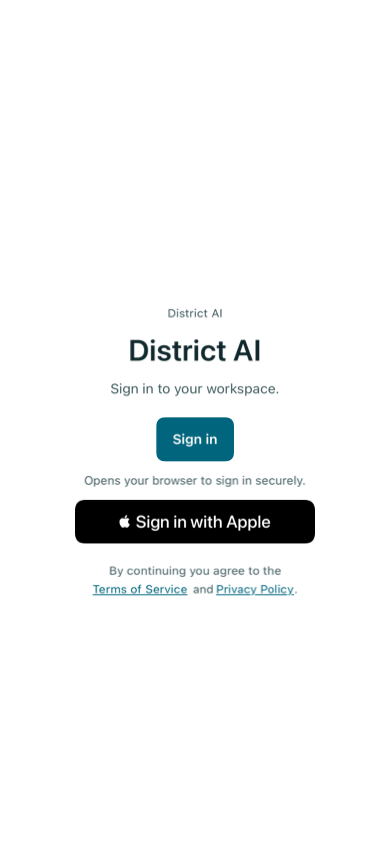 District AI
District AI
Sign in to your workspace.
Sign in
Opens your browser to sign in securely.
Sign in with Apple
By continuing you agree to the
Terms of Service and Privacy Policy.